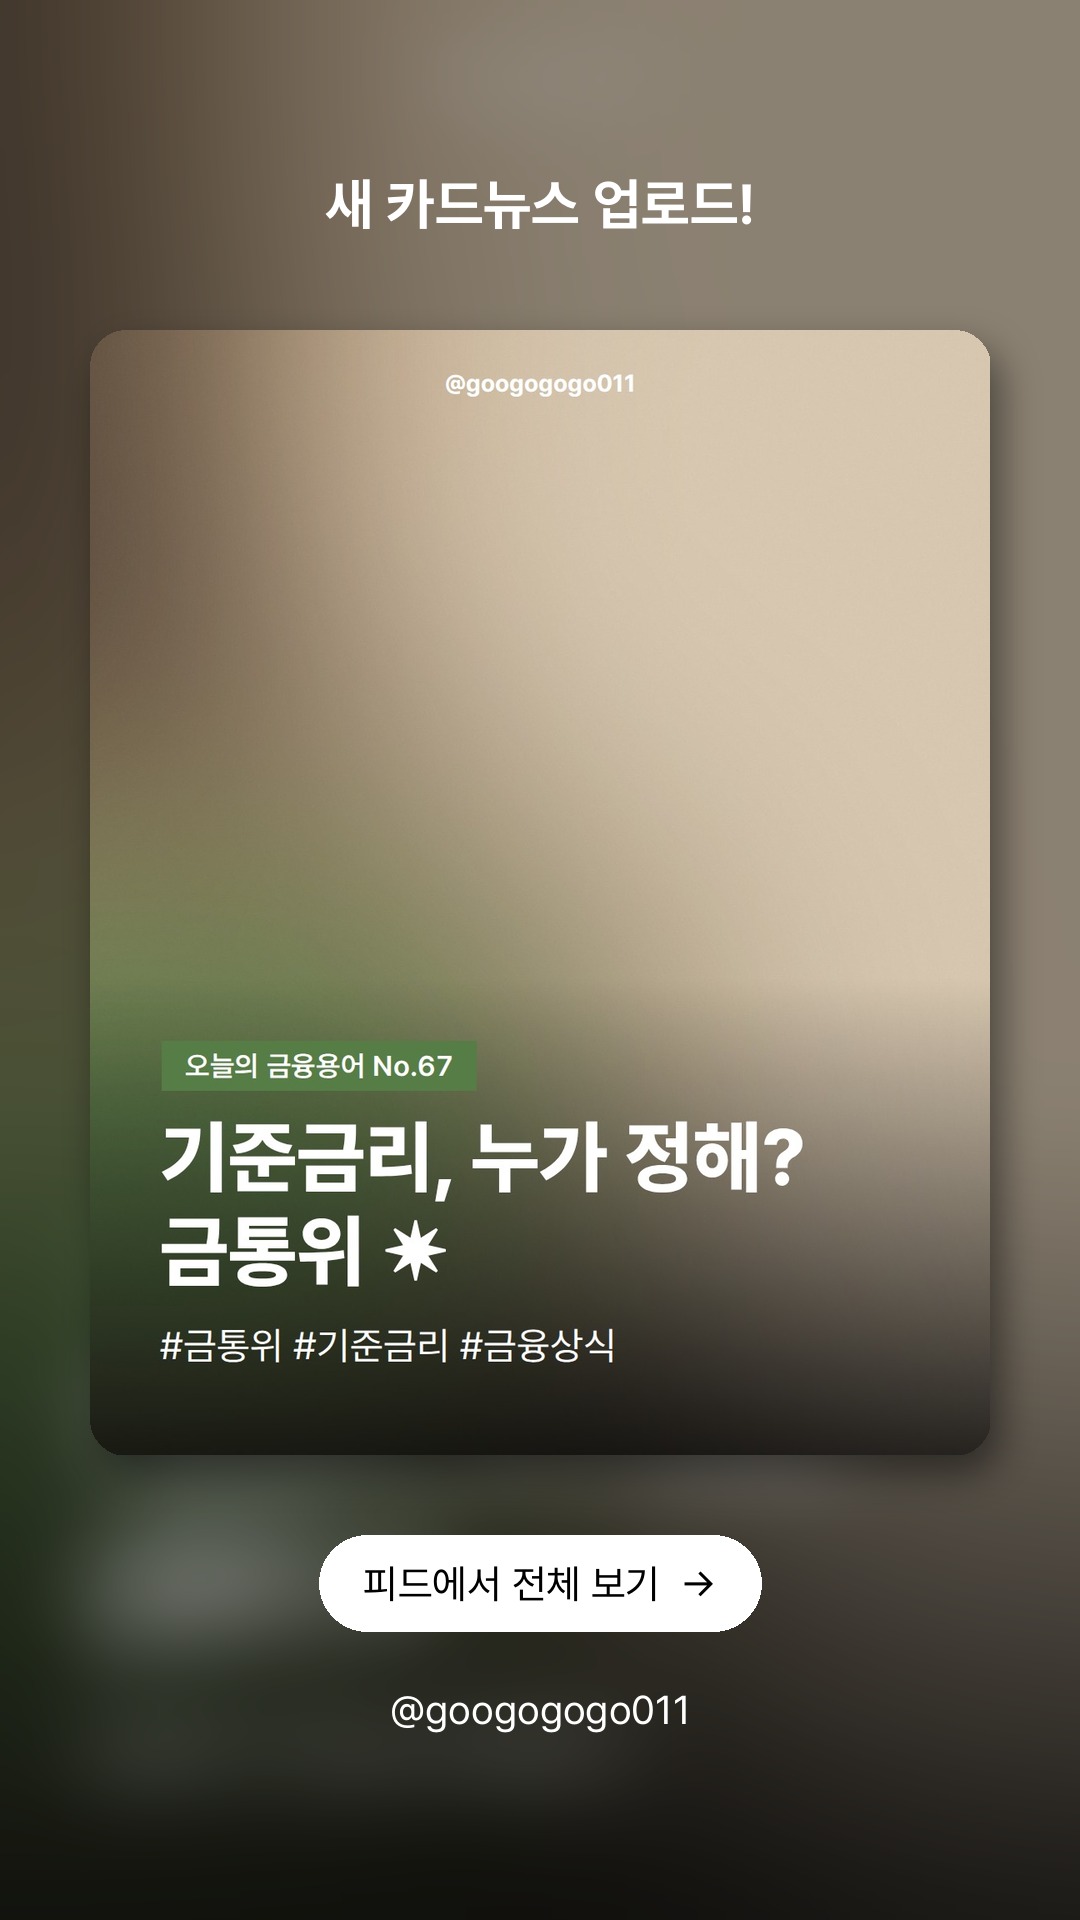 새 카드뉴스 업로드!
@googogogo011
오늘의 금융용어 No.67
기준금리, 누가 정해?
금통위 ✷
#금통위 #기준금리 #금융상식
피드에서 전체 보기 →
@googogogo011